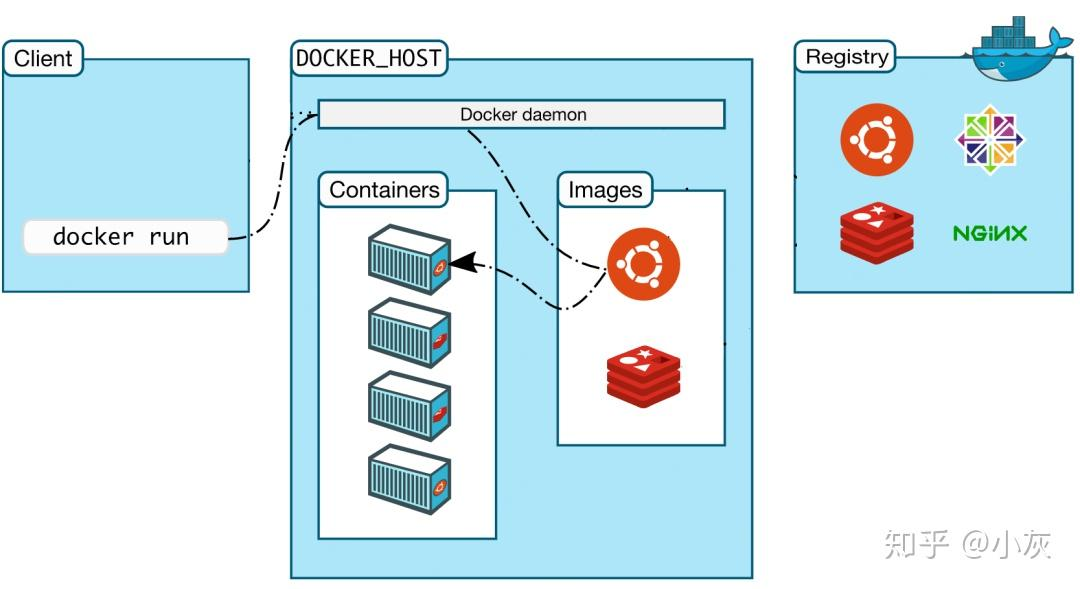 Client
DOCKER_HOST
Registry
Docker daemon
Containers
Images
docker run
NGINX
知乎 @小灰